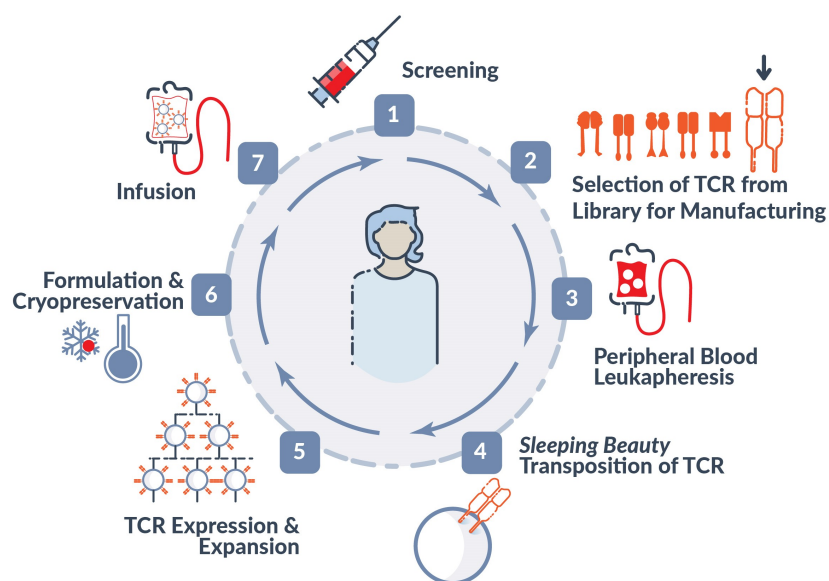 1
Screening
2
Selection of TCR from
Library for Manufacturing
3
Peripheral Blood
Leukapheresis
4
Sleeping Beauty
Transposition of TCR
5
TCR Expression &
Expansion
6
Formulation &
Cryopreservation
7
Infusion